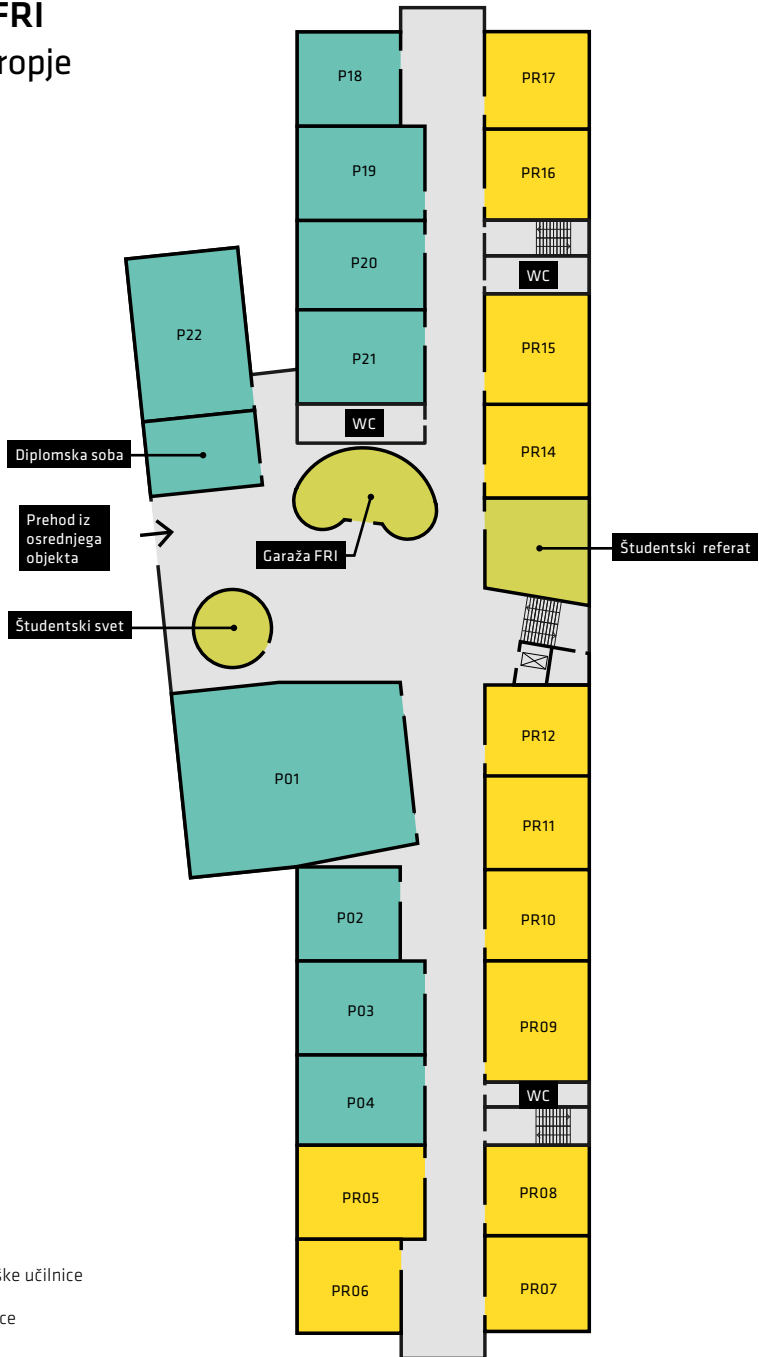 FRI
ropje
P18
PR17
P19
PR16
P20
WC
P22
P21
PR15
WC
PR14
Diplomska soba
Prehod iz
osrednjega
objekta
Garaža FRI
Študentski referat
Študentski svet
PR12
P01
PR11
P02
PR10
P03
PR09
P04
WC
PR05
PR08
PR06
PR07
ke učilnice
ce